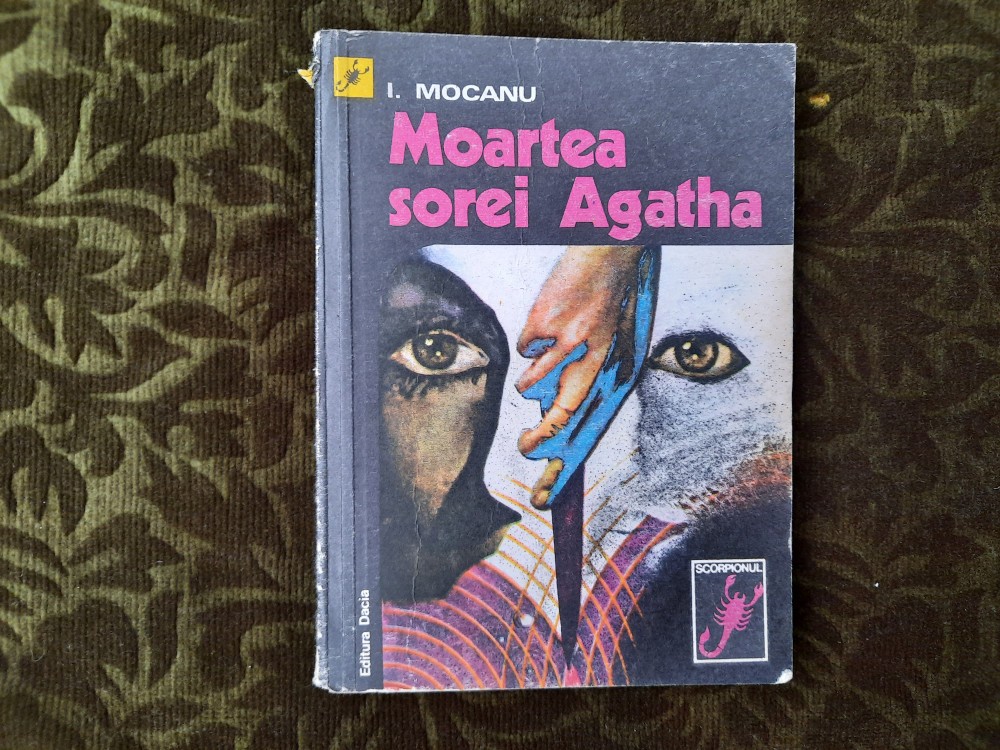 I. MOCANU
Moartea
sorei Agatha
SCORPIONUL
Editura Dacia